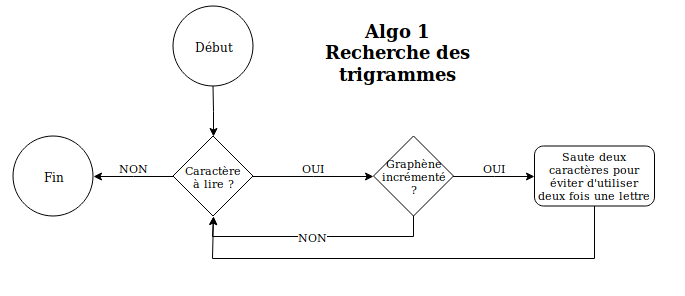 Algo 1
Recherche des
trigrammes
Début
Fin
NON
Caractère
à lire ?
OUI
Graphène
incrémenté
?
OUI
Saute deux
caractères pour
éviter d'utiliser
deux fois une lettre
NON